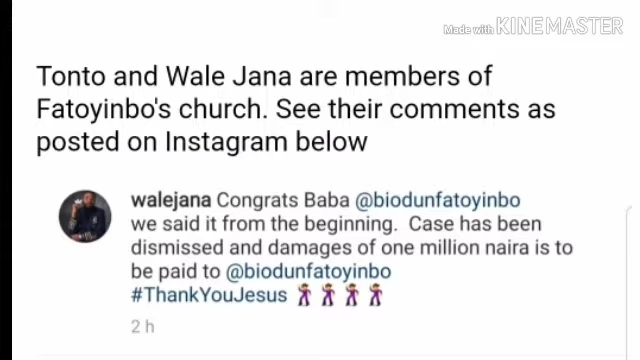 Made with KINEMASTER
Tonto and Wale Jana are members of
Fatoyinbo's church. See their comments as
posted on Instagram below
walejana Congrats Baba @biodunfatoyinbo
we said it from the beginning. Case has been
dismissed and damages of one million naira is to
be paid to @biodunfatoyinbo
#ThankYouJesus 💃💃💃💃
2 h